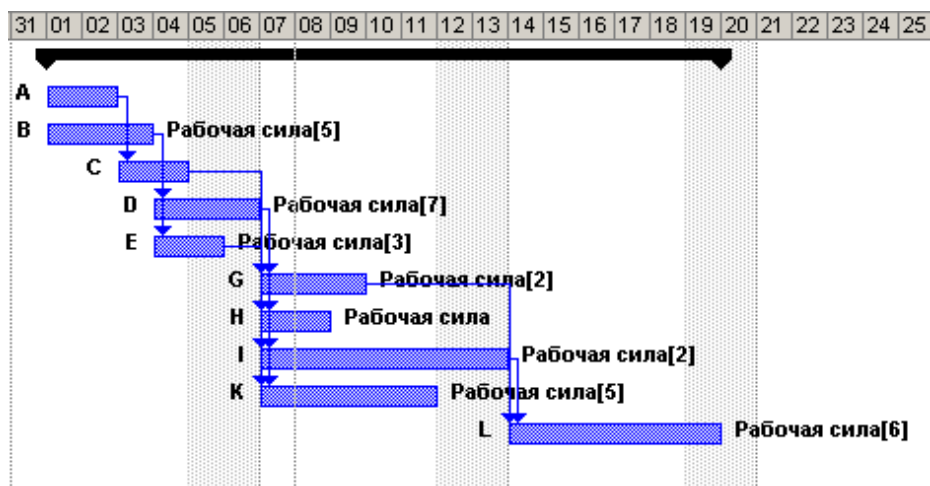 31 01 02 03 04 05 06 07 08 09 10 11 12 13 14 15 16 17 18 19 20 21 22 23 24 25
A
B Рабочая сила[5]
C
D Рабочая сила[7]
E Рабочая сила[3]
G Рабочая сила[2]
H Рабочая сила
I Рабочая сила[2]
K Рабочая сила[5]
L Рабочая сила[6]